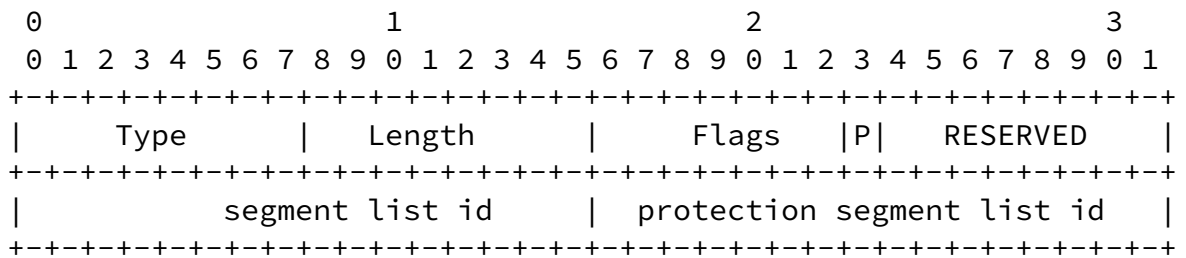 0                   1                   2                   3
 0 1 2 3 4 5 6 7 8 9 0 1 2 3 4 5 6 7 8 9 0 1 2 3 4 5 6 7 8 9 0 1
+-+-+-+-+-+-+-+-+-+-+-+-+-+-+-+-+-+-+-+-+-+-+-+-+-+-+-+-+-+-+-+-+
|     Type      |   Length      |     Flags   |P|   RESERVED    |
+-+-+-+-+-+-+-+-+-+-+-+-+-+-+-+-+-+-+-+-+-+-+-+-+-+-+-+-+-+-+-+-+
|           segment list id     |  protection segment list id   |
+-+-+-+-+-+-+-+-+-+-+-+-+-+-+-+-+-+-+-+-+-+-+-+-+-+-+-+-+-+-+-+-+